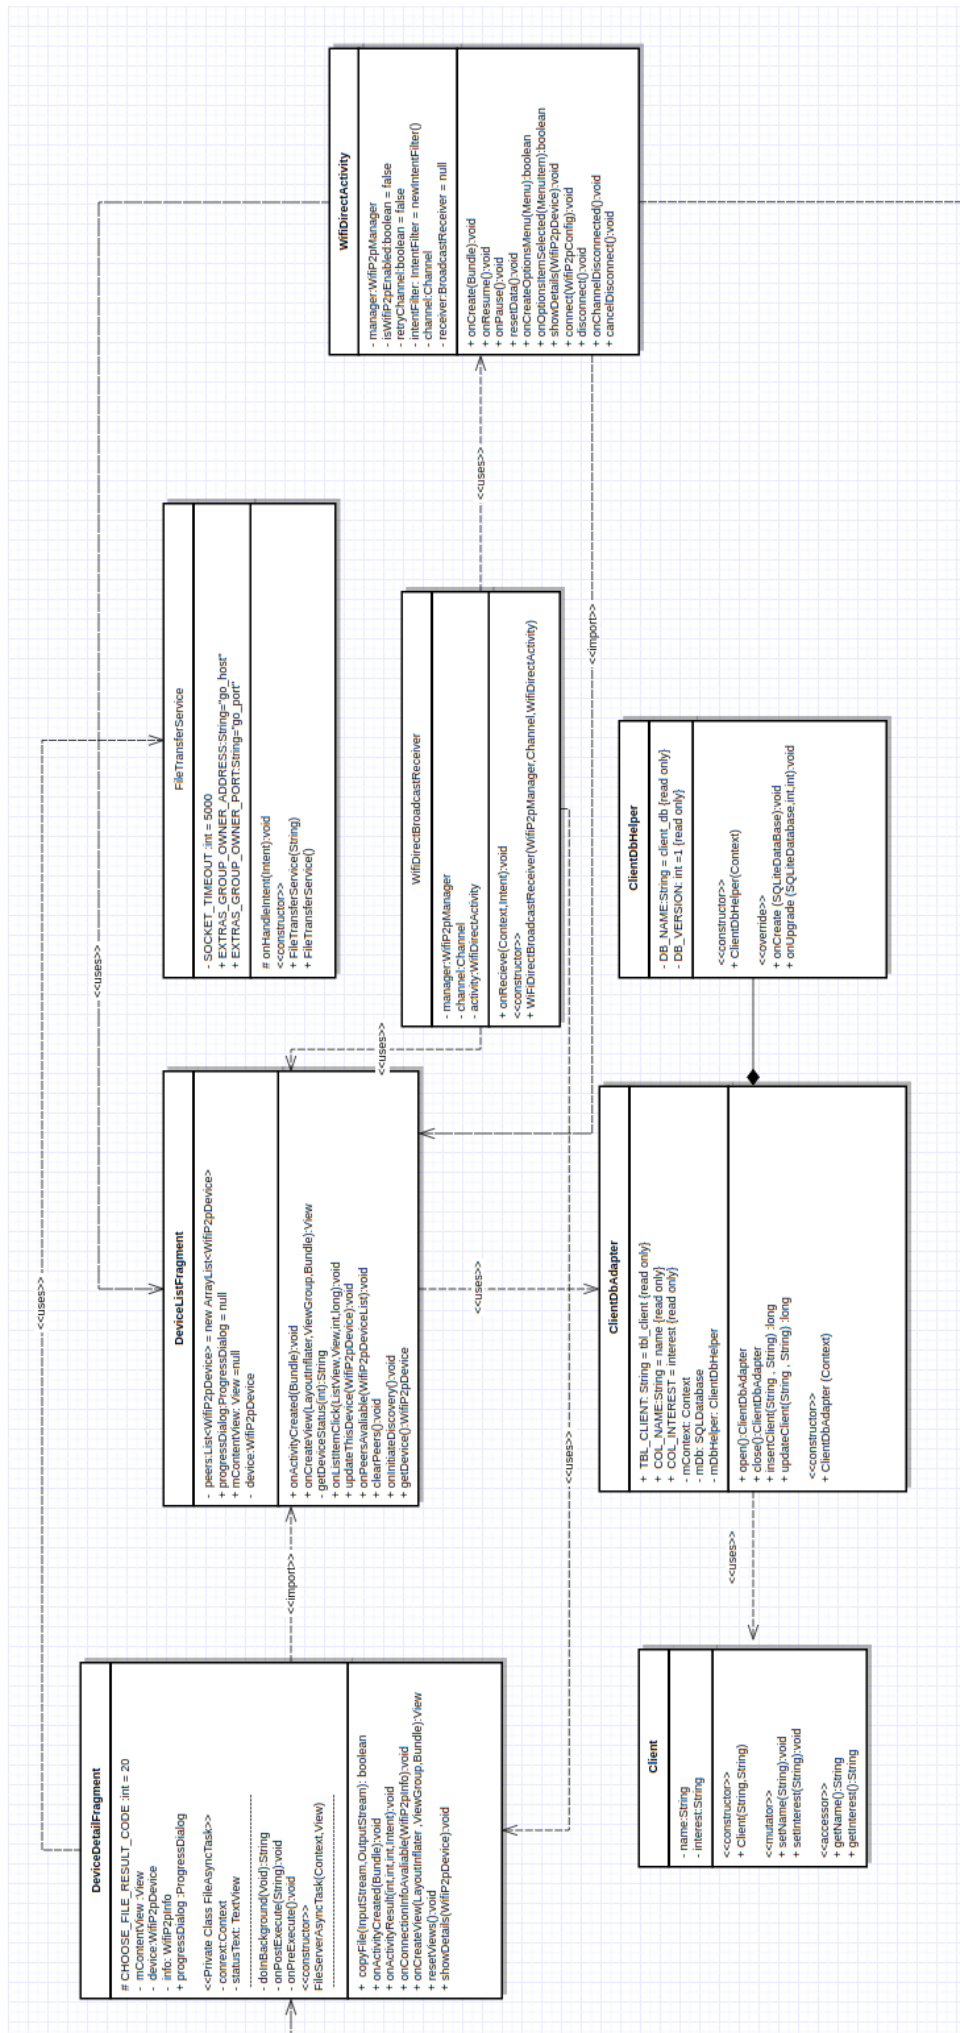 DeviceDetailFragment
# CHOOSE_FILE_RESULT_CODE :int = 20
- mContentView :View
- device:WifiP2pDevice
- info: WifiP2pInfo
+ progressDialog :ProgressDialog
<<Private Class FileAsyncTask>>
- conrext:Context
- statusText: TextView
- doInBackground(Void):String
- onPostExecute(String):void
- onPreExecute():void
<<constructor>>
FileServerAsyncTask(Context,View)
+ copyFile(InputStream,OutputStream): boolean
+ onActivityCreated(Bundle):void
+ onActivityResult(int,int,int,Intent):void
+ onConnectionInfoAvaliable(WifiP2pInfo):void
+ onCreateView(LayoutInflater ,ViewGroup,Bundle):View
+ resetViews():void
+ showDetails(WifiP2pDevice):void
<<uses>>
<<import>>
DeviceListFragment
- peers:List<WifiP2pDevice> = new ArrayList<WifiP2pDevice>
+ progressDialog:ProgressDialog = null
+ mContentView: View =null
- device:WifiP2pDevice
+ onActivityCreated(Bundle):void
+ onCreateView(LayoutInflater,ViewGroup,Bundle):View
- getDeviceStatus(int):String
+ onListItemClick(ListView,View,int,long):void
+ updateThisDevice(WifiP2pDevice):void
+ onPeersAvailable(WifiP2pDeviceList):void
+ clearPeers():void
+ onInitiateDiscovery():void
+ getDevice():WifiP2pDevice
<<uses>>
<<uses>>
<<uses>>
FileTransferService
- SOCKET_TIMEOUT :int = 5000
+ EXTRAS_GROUP_OWNER_ADDRESS:String="go_host"
+ EXTRAS_GROUP_OWNER_PORT:String="go_port"
# onHandleIntent(Intent):void
<<constructor>>
+ FileTransferService(String)
+ FileTransferService()
WifiDirectBroadcastReceiver
- manager:WifiP2pManager
- channel:Channel
- activity:WifiDirectActivity
+ onRecieve(Context,Intent):void
<<constructor>>
+ WiFiDirectBroadcastReceiver(WifiP2pManager,Channel,WifiDirectActivity)
<<uses>>
<<import>>
<<uses>>
WifiDirectActivity
- manager:WifiP2pManager
- isWifiP2pEnabled:boolean = false
- retryChannel:boolean = false
- intentFilter: IntentFilter = newIntentFilter()
- channel:Channel
- receiver:BroadcastReceiver = null
+ onCreate(Bundle):void
+ onResume():void
+ onPause():void
+ resetData():void
+ onCreateOptionsMenu(Menu):boolean
+ onOptionsItemSelected(MenuItem):boolean
+ showDetails(WifiP2pDevice):void
+ connect(WifiP2pConfig):void
+ disconnect():void
+ onChannelDisconnected():void
+ cancelDisconnect():void
Client
- name:String
- interest:String
<<constructor>>
+ Client(String,String)
<<mutator>>
+ setName(String):void
+ setInterest(String):void
<<accessor>>
+ getName():String
+ getInterest():String
<<uses>>
ClientDbAdapter
+ TBL_CLIENT: String = tbl_client {read only}
+ COL_NAME:String = name {read only}
+ COL_INTEREST = interest {read only}
- mContext: Context
- mDb: SQLDatabase
- mDbHelper: ClientDbHelper
+ open():ClientDbAdapter
+ close():ClientDbAdapter
+ insertClient(String , String) :long
+ updateClient(String , String) :long
<<constructor>>
+ ClientDbAdapter (Context)
ClientDbHelper
- DB_NAME:String = client_db {read only}
- DB_VERSION: int =1 {read only}
<<constructor>>
+ ClientDbHelper(Context)
<<override>>
+ onCreate (SQLiteDataBase):void
+ onUpgrade (SQLiteDatabase,int,int):void